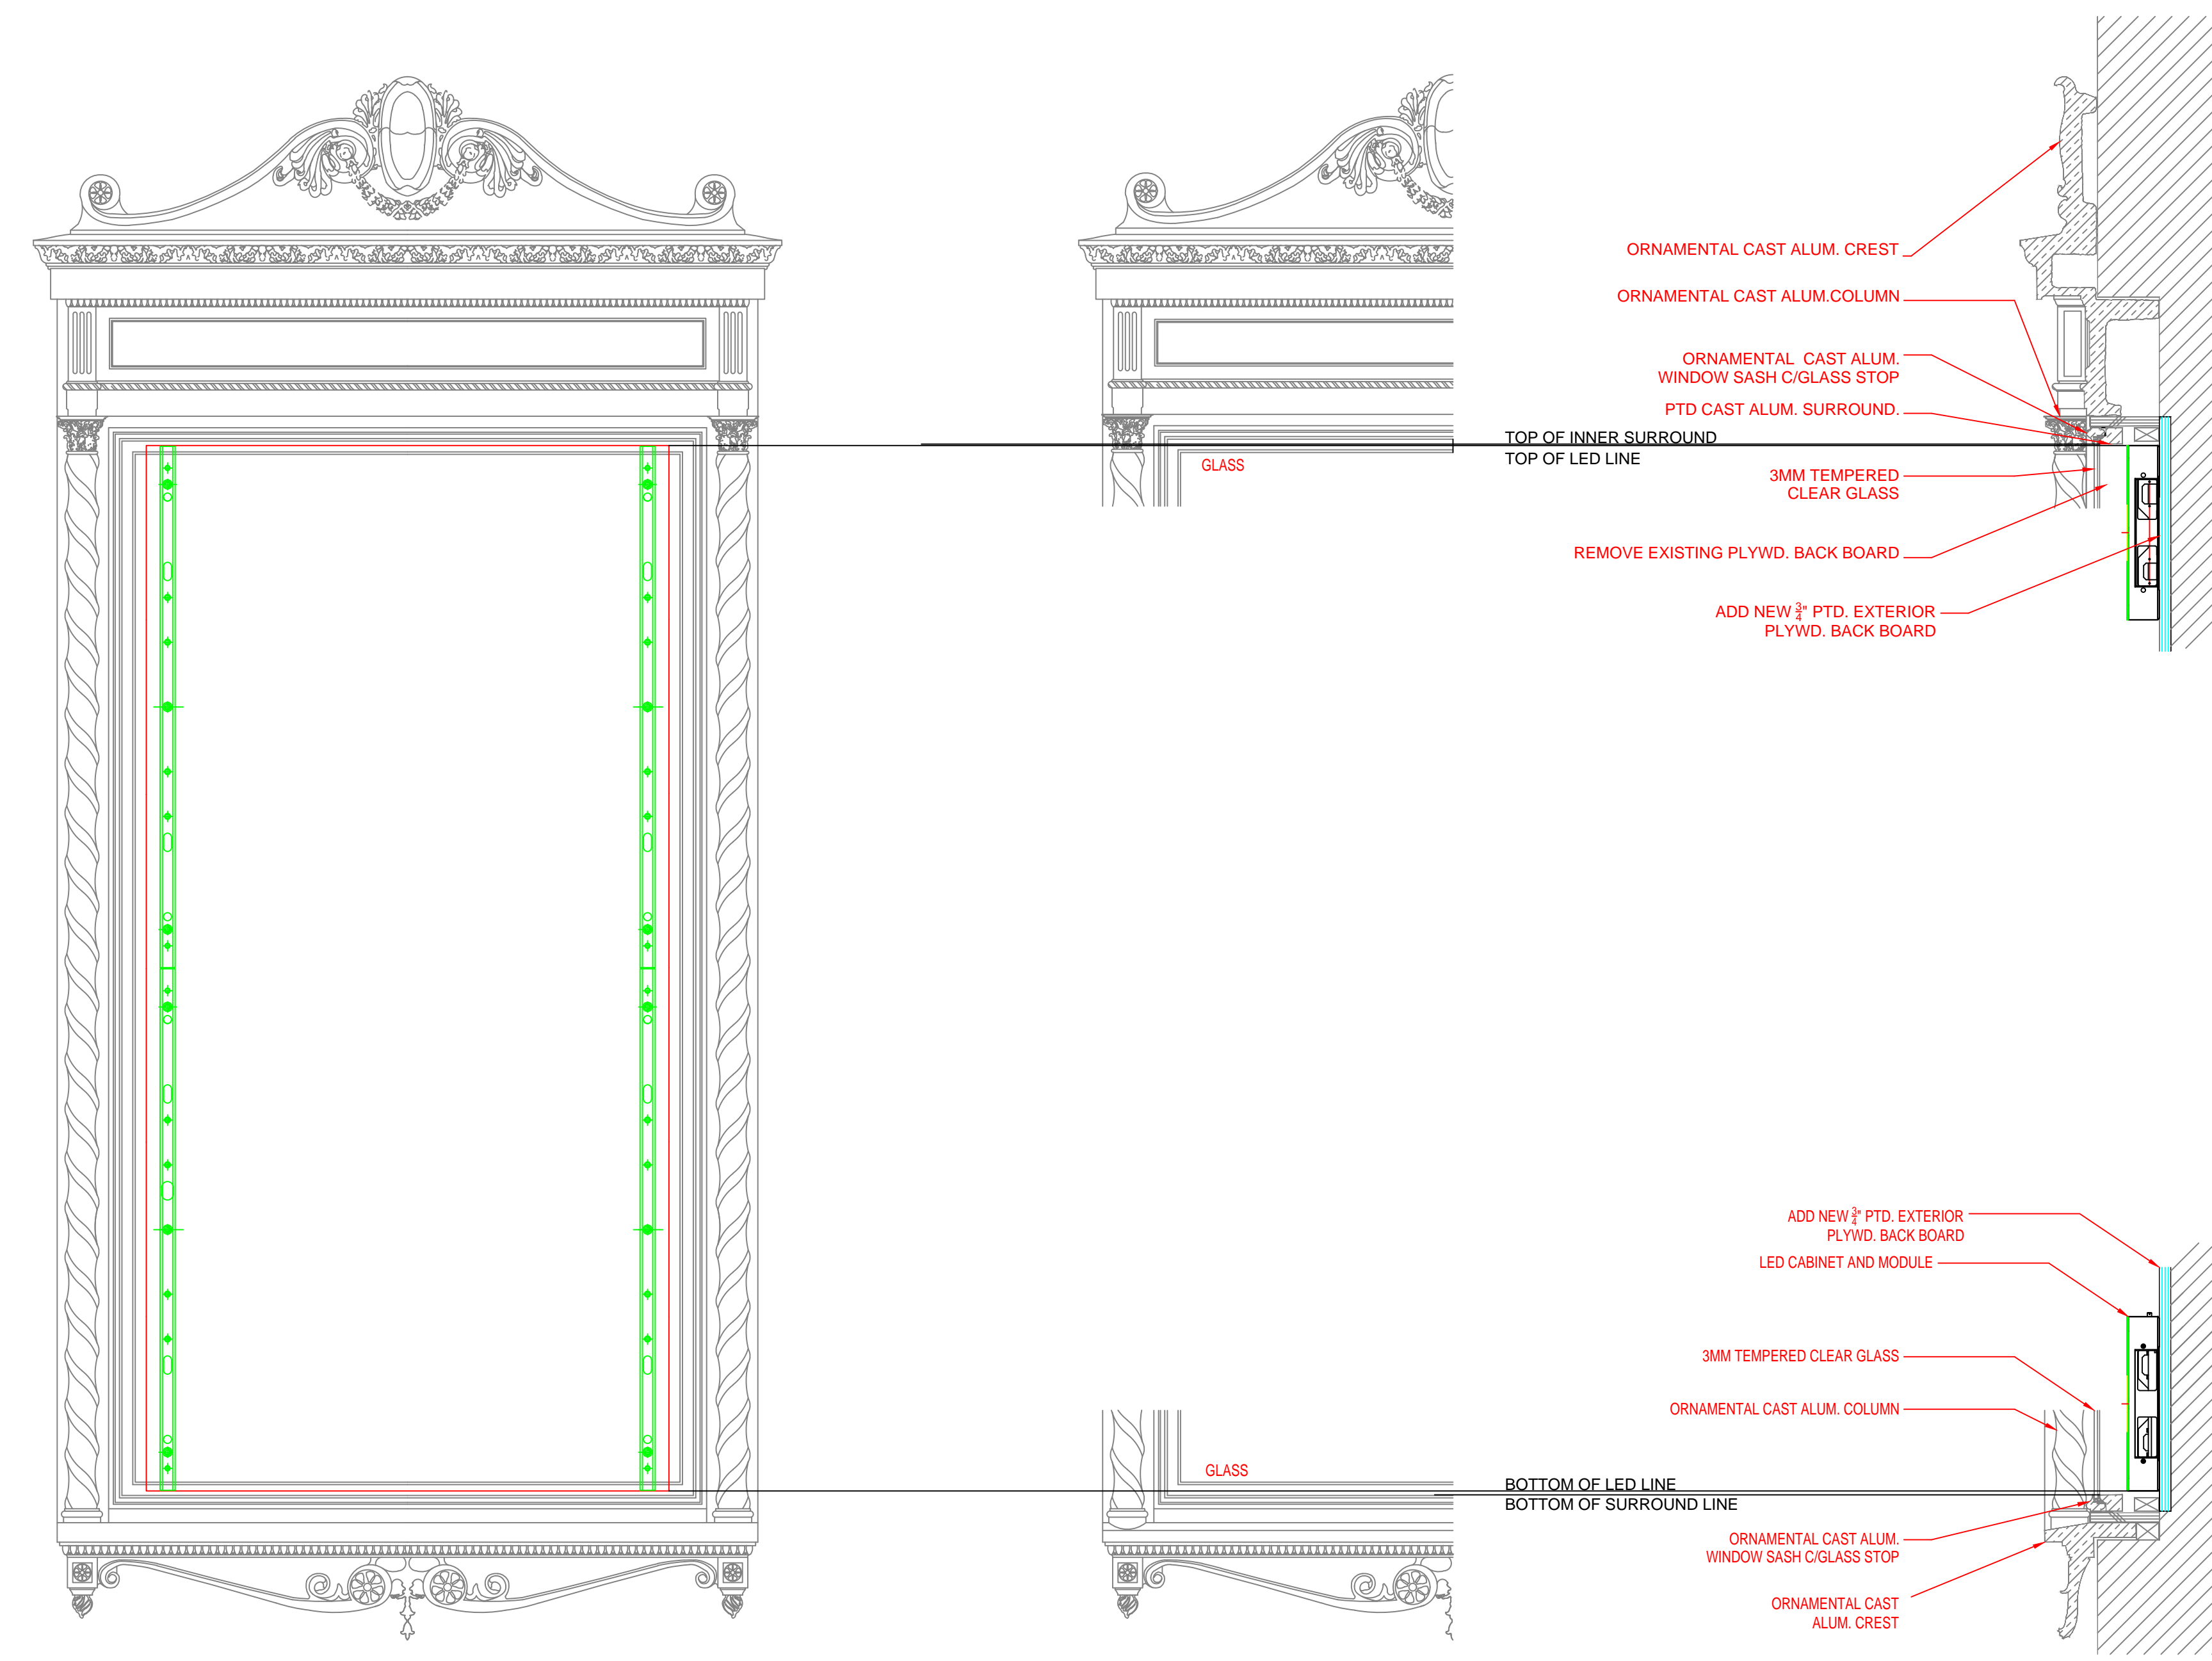 ORNAMENTAL CAST ALUM. CREST
ORNAMENTAL CAST ALUM.COLUMN
ORNAMENTAL CAST ALUM.
WINDOW SASH C/GLASS STOP
PTD CAST ALUM. SURROUND.
TOP OF INNER SURROUND
TOP OF LED LINE
GLASS
3MM TEMPERED
CLEAR GLASS
REMOVE EXISTING PLYWD. BACK BOARD
ADD NEW 3/4" PTD. EXTERIOR
PLYWD. BACK BOARD
ADD NEW 3/4" PTD. EXTERIOR
PLYWD. BACK BOARD
LED CABINET AND MODULE
3MM TEMPERED CLEAR GLASS
ORNAMENTAL CAST ALUM. COLUMN
GLASS
BOTTOM OF LED LINE
BOTTOM OF SURROUND LINE
ORNAMENTAL CAST ALUM.
WINDOW SASH C/GLASS STOP
ORNAMENTAL CAST
ALUM. CREST